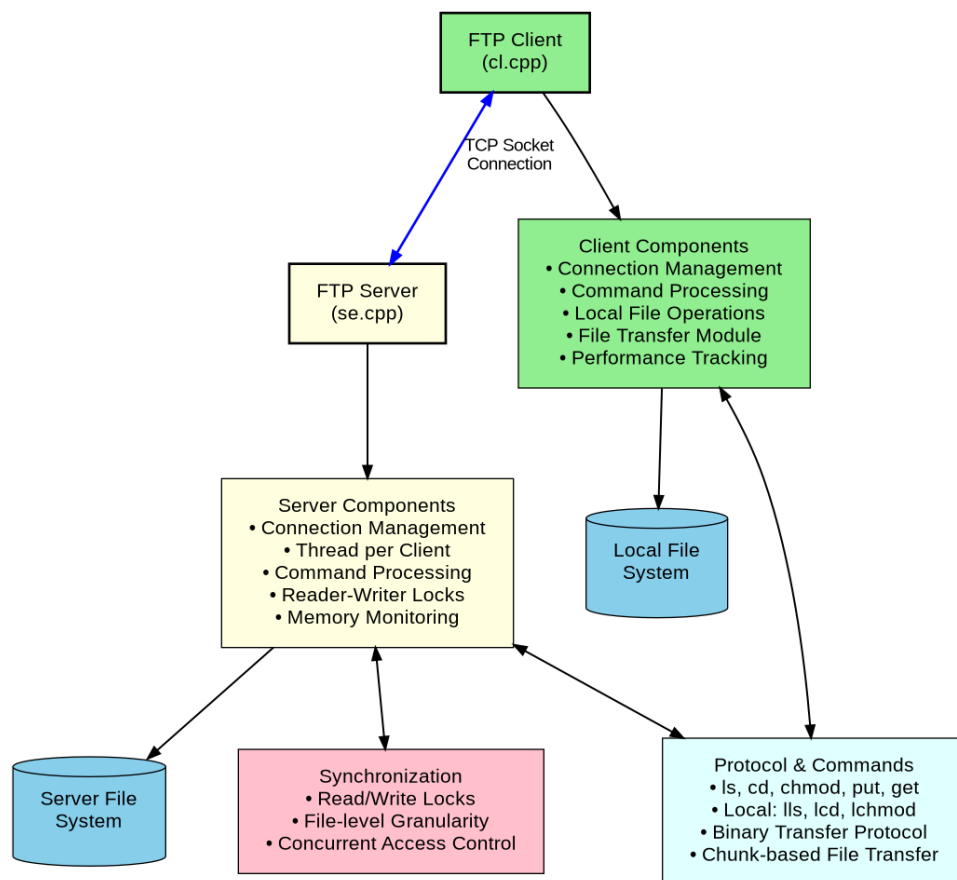 FTP Client
(cl.cpp)
TCP Socket
Connection
Client Components
• Connection Management
• Command Processing
• Local File Operations
• File Transfer Module
• Performance Tracking
FTP Server
(se.cpp)
Server Components
• Connection Management
• Thread per Client
• Command Processing
• Reader-Writer Locks
• Memory Monitoring
Local File
System
Server File
System
Synchronization
• Read/Write Locks
• File-level Granularity
• Concurrent Access Control
Protocol & Commands
• ls, cd, chmod, put, get
• Local: lls, lcd, lchmod
• Binary Transfer Protocol
• Chunk-based File Transfer